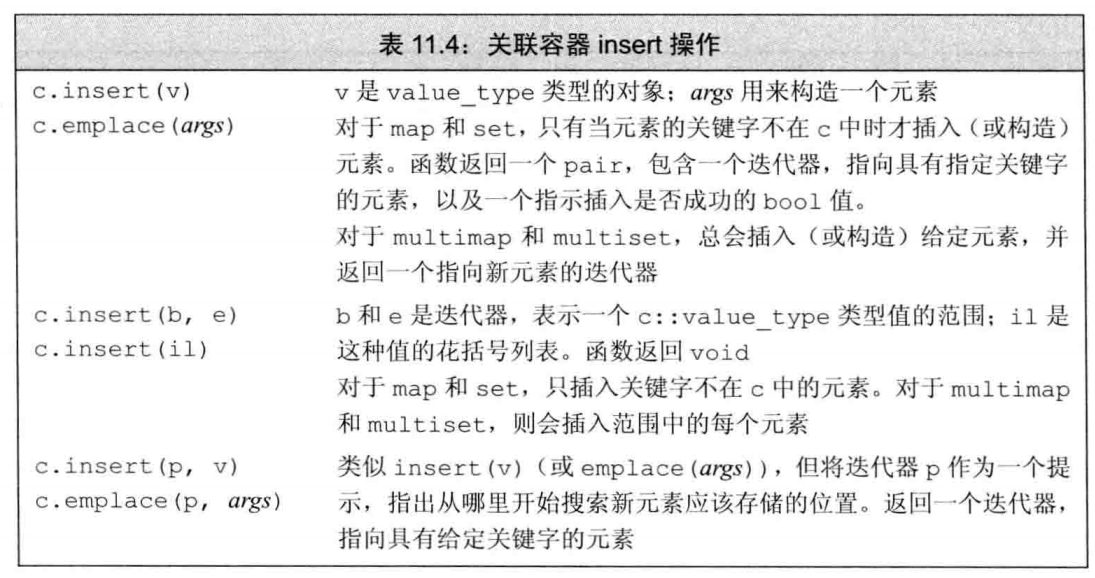 表 11.4：关联容器 insert 操作
c.insert(v) v 是 value_type 类型的对象；args 用来构造一个元素
c.emplace(args) 对于 map 和 set，只有当元素的关键字不在 c 中时才插入（或构造）
元素。函数返回一个 pair，包含一个迭代器，指向具有指定关键字
的元素，以及一个指示插入是否成功的 bool 值。
对于 multimap 和 multiset，总会插入（或构造）给定元素，并
返回一个指向新元素的迭代器
c.insert(b, e) b 和 e 是迭代器，表示一个 c::value_type 类型值的范围；il 是
c.insert(il) 这种值的花括号列表。函数返回 void
对于 map 和 set，只插入关键字不在 c 中的元素。对于 multimap
和 multiset，则会插入范围中的每个元素
c.insert(p, v) 类似 insert(v)（或 emplace(args)），但将迭代器 p 作为一个提
c.emplace(p, args) 示，指出从哪里开始搜索新元素应该存储的位置。返回一个迭代器，
指向具有给定关键字的元素